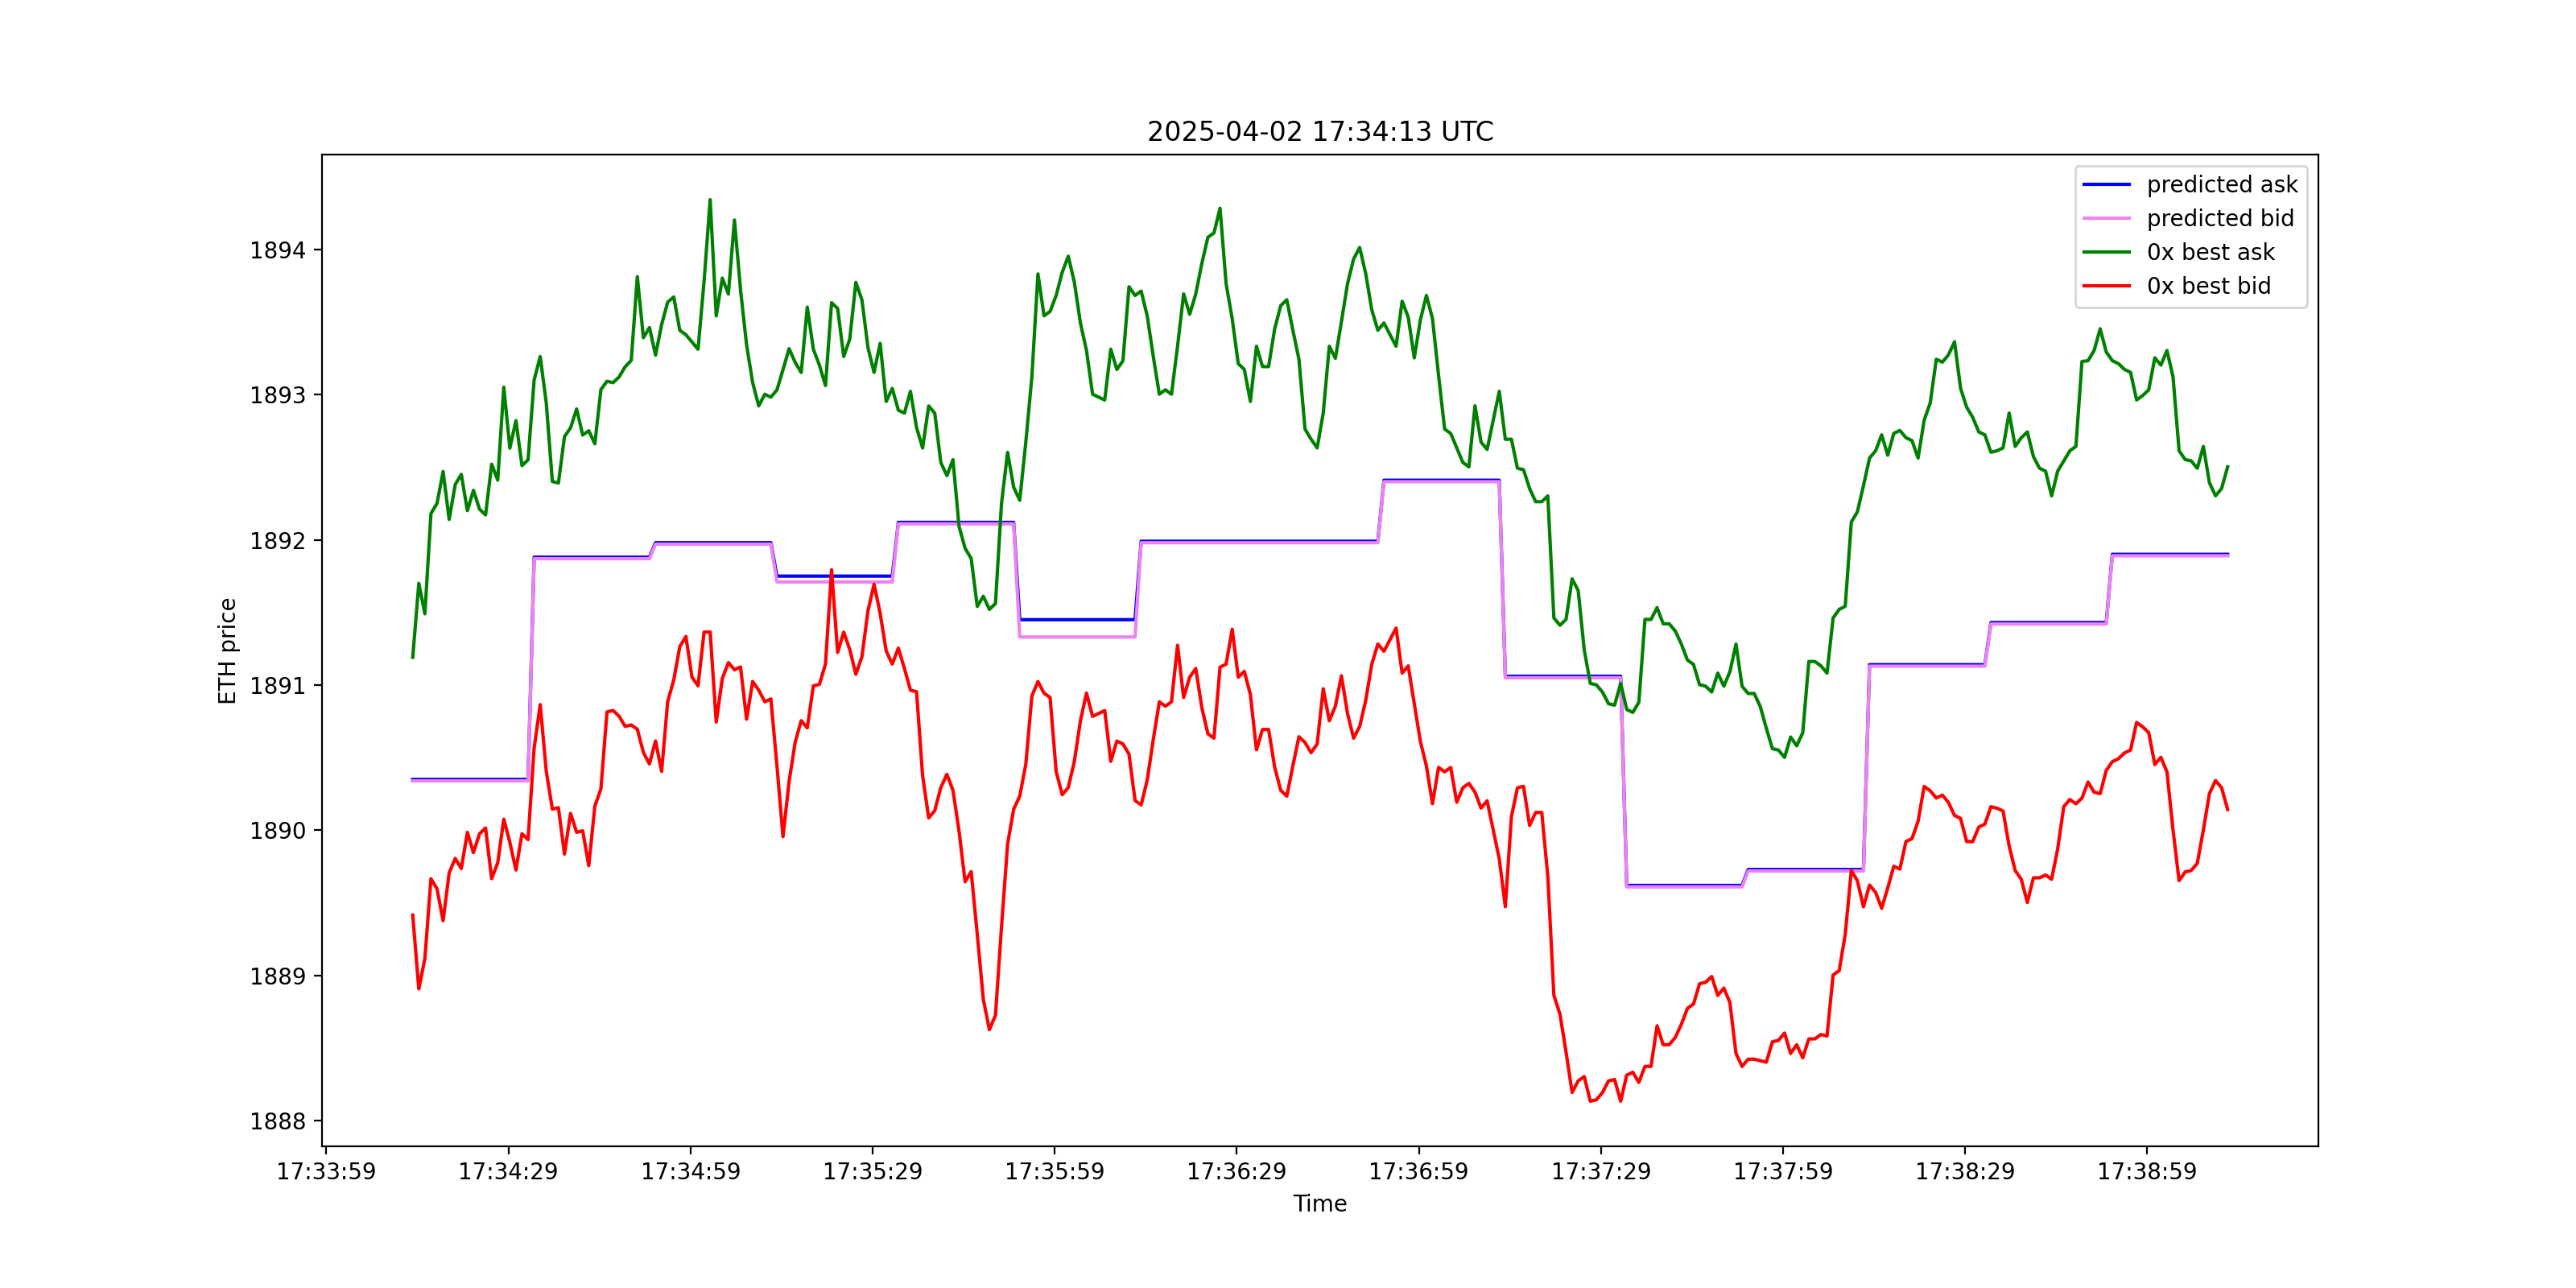 2025-04-02 17:34:13 UTC
predicted ask
predicted bid
0x best ask
0x best bid
ETH price
1894
1893
1892
1891
1890
1889
1888
17:33:59 17:34:29 17:34:59 17:35:29 17:35:59 17:36:29 17:36:59 17:37:29 17:37:59 17:38:29 17:38:59
Time